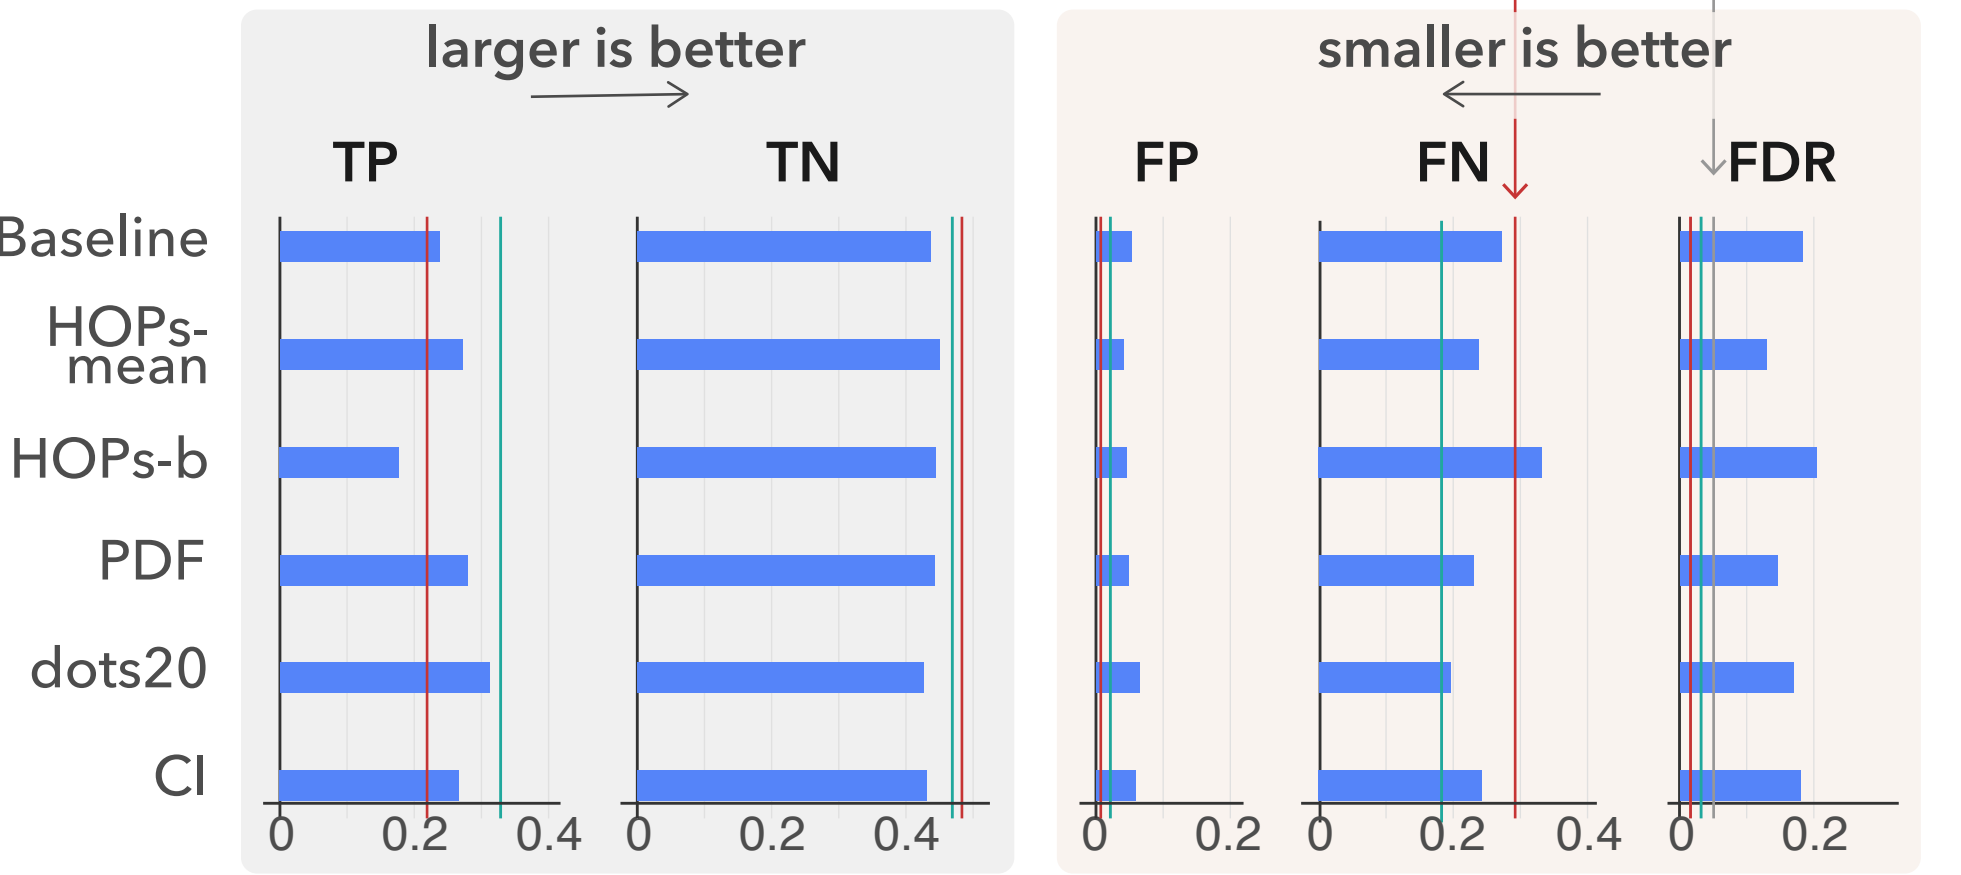 larger is better
smaller is better
TP TN FP FN FDR
Baseline
HOPs-
mean
HOPs-b
PDF
dots20
CI
0 0.2 0.4 0 0.2 0.4 0 0.2 0 0.2 0.4 0 0.2